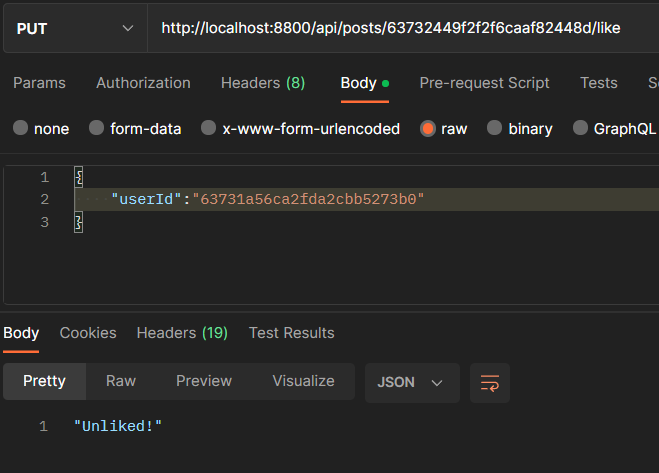 PUT http://localhost:8800/api/posts/63732449f2f2f6caaf82448d/like
Params Authorization Headers (8) Body Pre-request Script Tests
none form-data x-www-form-urlencoded raw binary GraphQL
1 {
2 "userId":"63731a56ca2fda2cbb5273b0"
3 }
Body Cookies Headers (19) Test Results
Pretty Raw Preview Visualize JSON
1 "Unliked!"